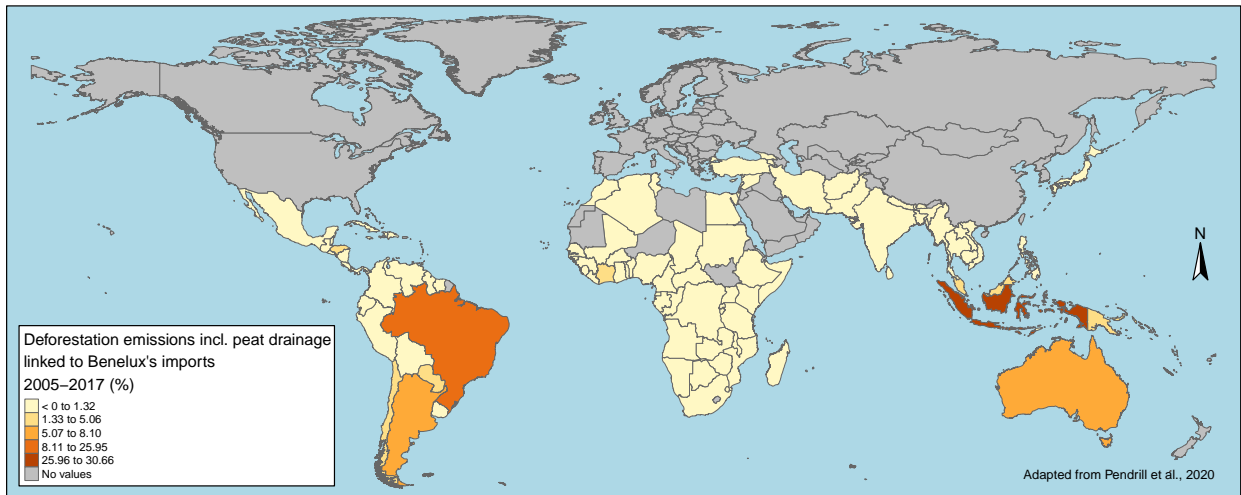 N
Deforestation emissions incl. peat drainage
linked to Benelux's imports
2005−2017 (%)
< 0 to 1.32
1.33 to 5.06
5.07 to 8.10
8.11 to 25.95
25.96 to 30.66
No values
Adapted from Pendrill et al., 2020